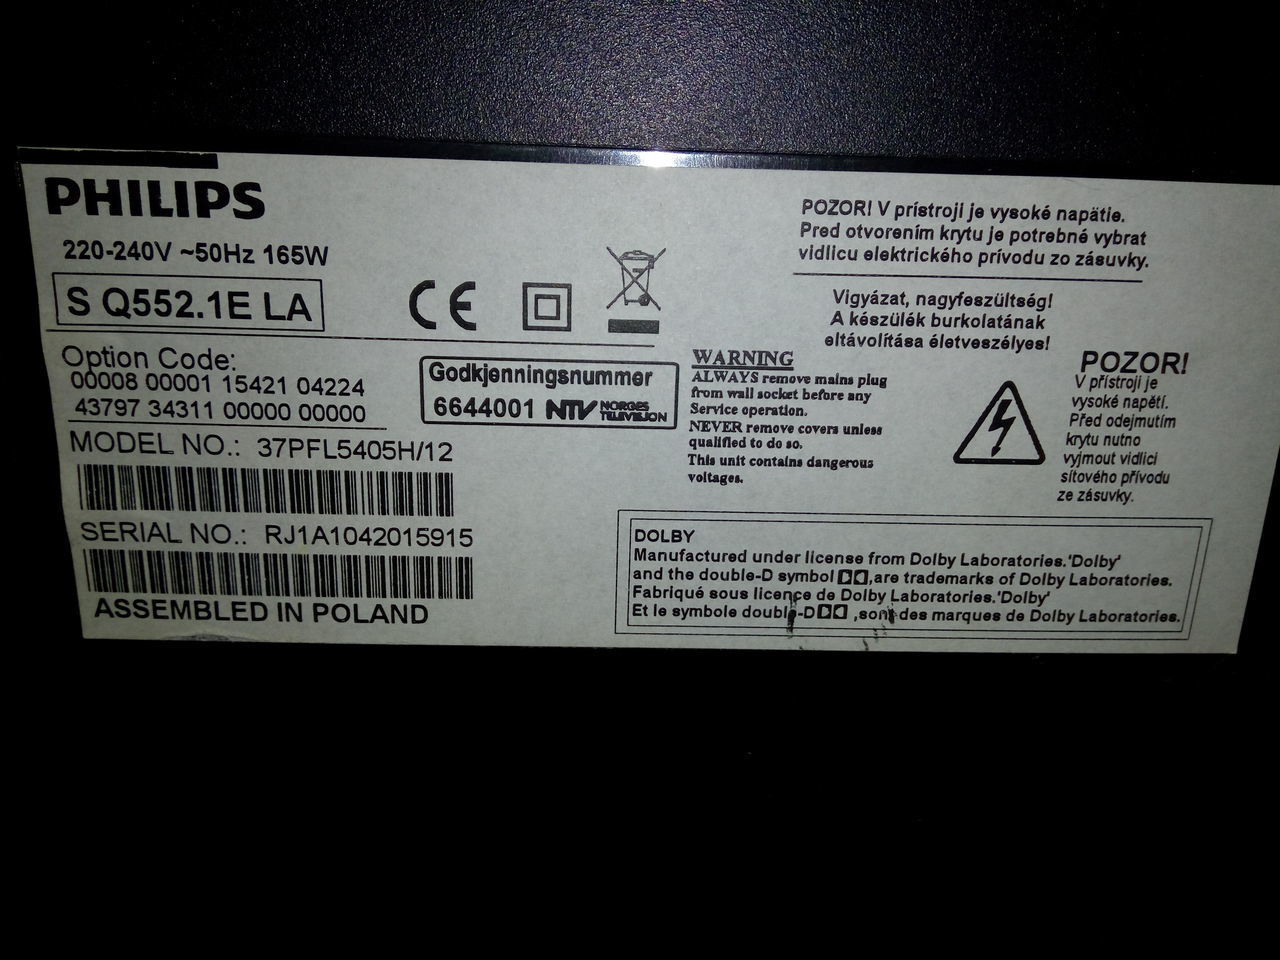 PHILIPS
220-240V ~50Hz 165W
S Q552.1E LA
Option Code:
00008 00001 15421 04224
43797 34311 00000 00000
MODEL NO.: 37PFL5405H/12
SERIAL NO.: RJ1A1042015915
ASSEMBLED IN POLAND
CE
Godkjenningsnummer
6644001 NTV NORGES
TELEVISJON
POZOR! V prístroji je vysoké napätie.
Pred otvorením krytu je potrebné vybrat
vidlicu elektrického prívodu zo zásuvky.
Vigyázat, nagyfeszültség!
A készülék burkolatának
eltávolítása életveszélyes!
WARNING
ALWAYS remove mains plug
from wall socket before any
Service operation.
NEVER remove covers unless
qualified to do so.
This unit contains dangerous
voltages.
POZOR!
V přístroji je
vysoké napětí.
Před odejmutím
krytu nutno
vyjmout vidlici
síťového přívodu
ze zásuvky.
DOLBY
Manufactured under license from Dolby Laboratories.'Dolby'
and the double-D symbol ,are trademarks of Dolby Laboratories.
Fabriqué sous licence de Dolby Laboratories.'Dolby'
Et le symbole double-D ,sont des marques de Dolby Laboratories.